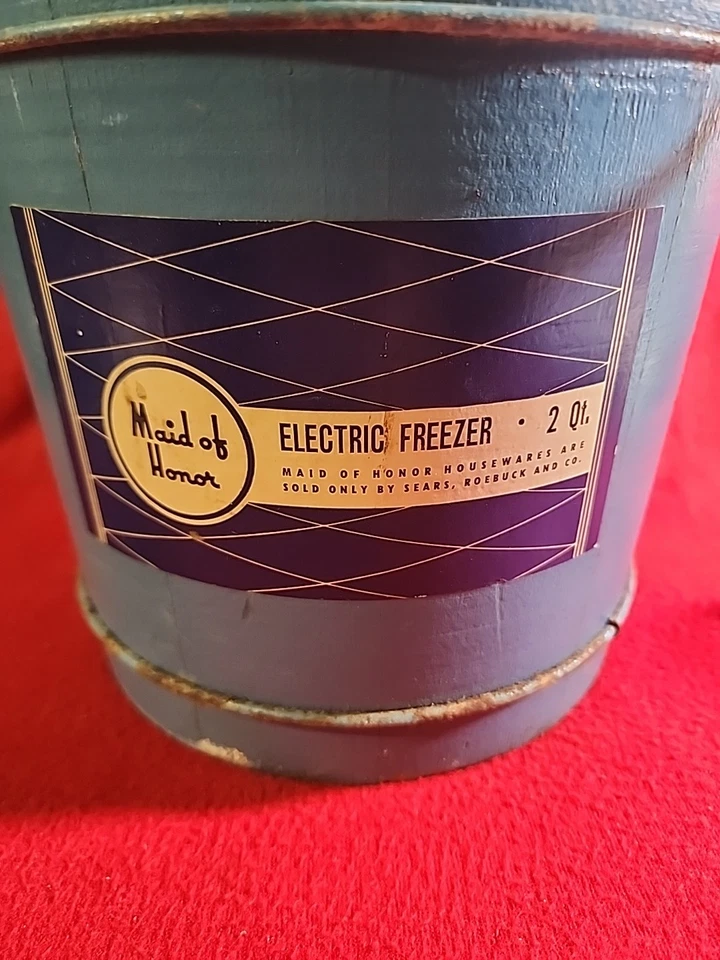 Maid of
Honor
ELECTRIC FREEZER · 2 Qt.
MAID OF HONOR HOUSEWARES ARE
SOLD ONLY BY SEARS, ROEBUCK AND CO.